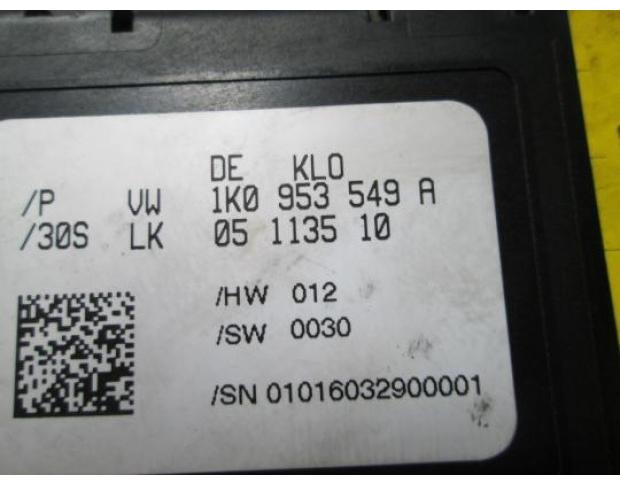 DE KLO
/P VW 1K0 953 549 A
/30S LK 05 1135 10
/HW 012
/SW 0030
/SN 01016032900001